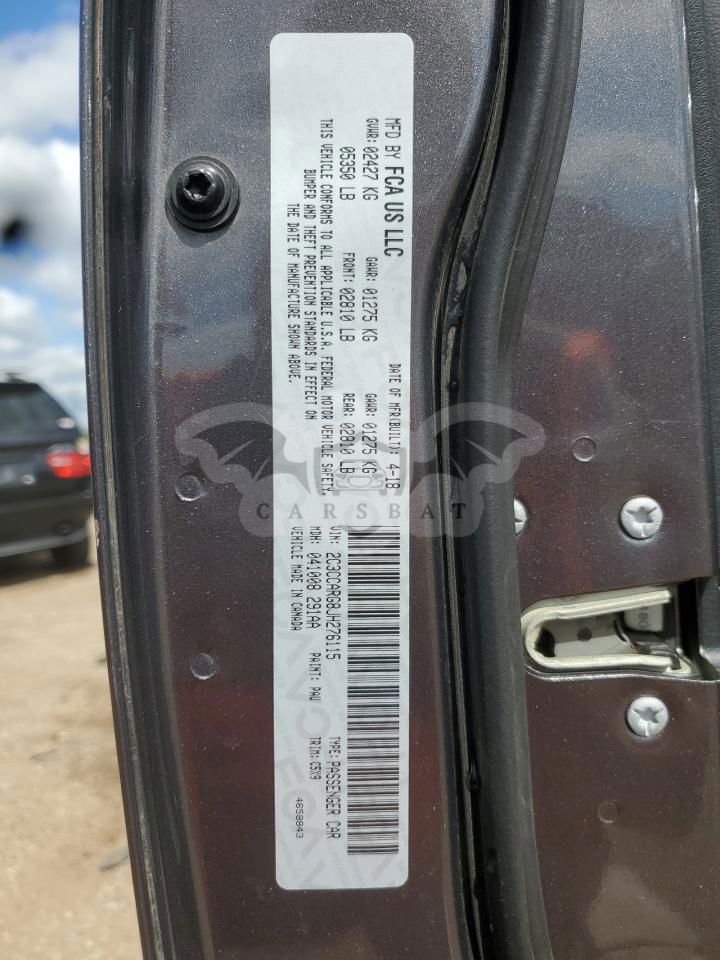 MFD BY FCA US LLC DATE OF MFR(BUILT): 4-18
GVWR: 02427 KG GAWR: 01275 KG GAWR: 01275 KG
05350 LB FRONT: 02810 LB REAR: 02810 LB
THIS VEHICLE CONFORMS TO ALL APPLICABLE U.S.A. FEDERAL MOTOR VEHICLE SAFETY,
BUMPER AND THEFT PREVENTION STANDARDS IN EFFECT ON
THE DATE OF MANUFACTURE SHOWN ABOVE.
VIN: 2C3CCARG8JH276115 TYPE: PASSENGER CAR
MDH: 041008 291AA PAINT: PAU TRIM: C5X9
VEHICLE MADE IN CANADA 4658843
CARSBAT